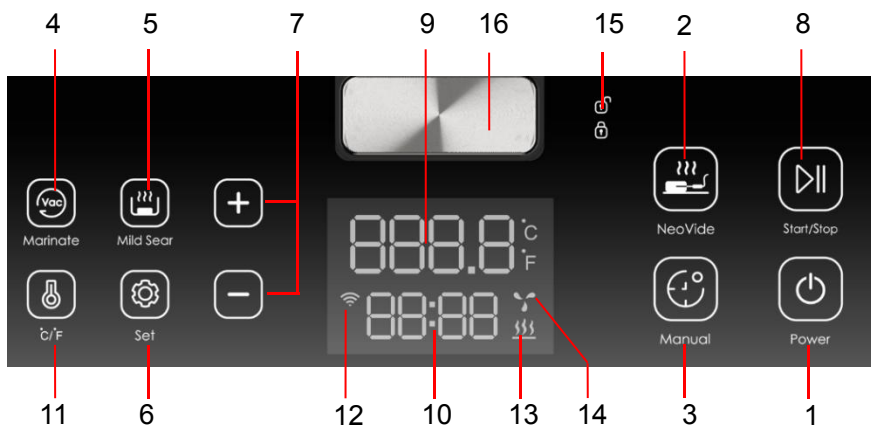 4 5 7 9 16 15 2 8
Vac
Marinate
Mild Sear
+
NeoVide
Start/Stop
888.8 °C
°F
°C/°F
Set
−
88:88
Manual
Power
11 6 12 10 13 14 3 1